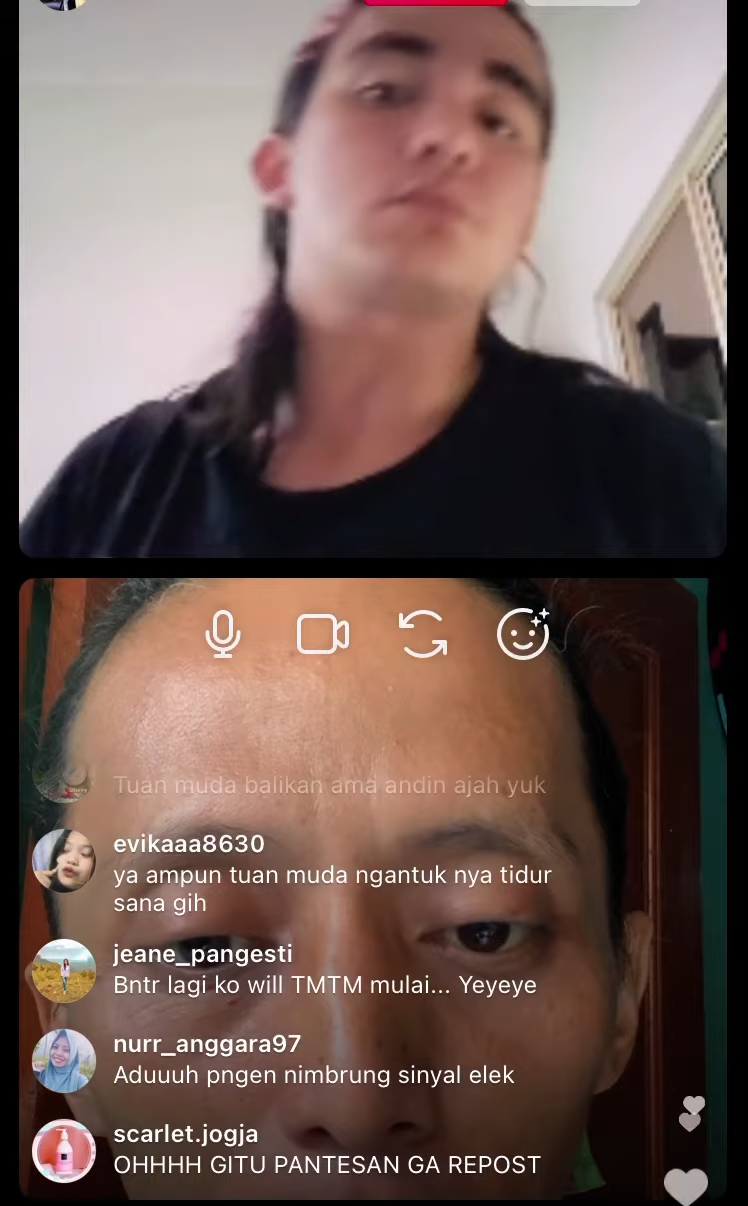 Tuan muda balikan ama andin ajah yuk
evikaaa8630
ya ampun tuan muda ngantuk nya tidur
sana gih
jeane_pangesti
Bntr lagi ko will TMTM mulai... Yeyeye
nurr_anggara97
Aduuuh pngen nimbrung sinyal elek
scarlet.jogja
OHHHH GITU PANTESAN GA REPOST